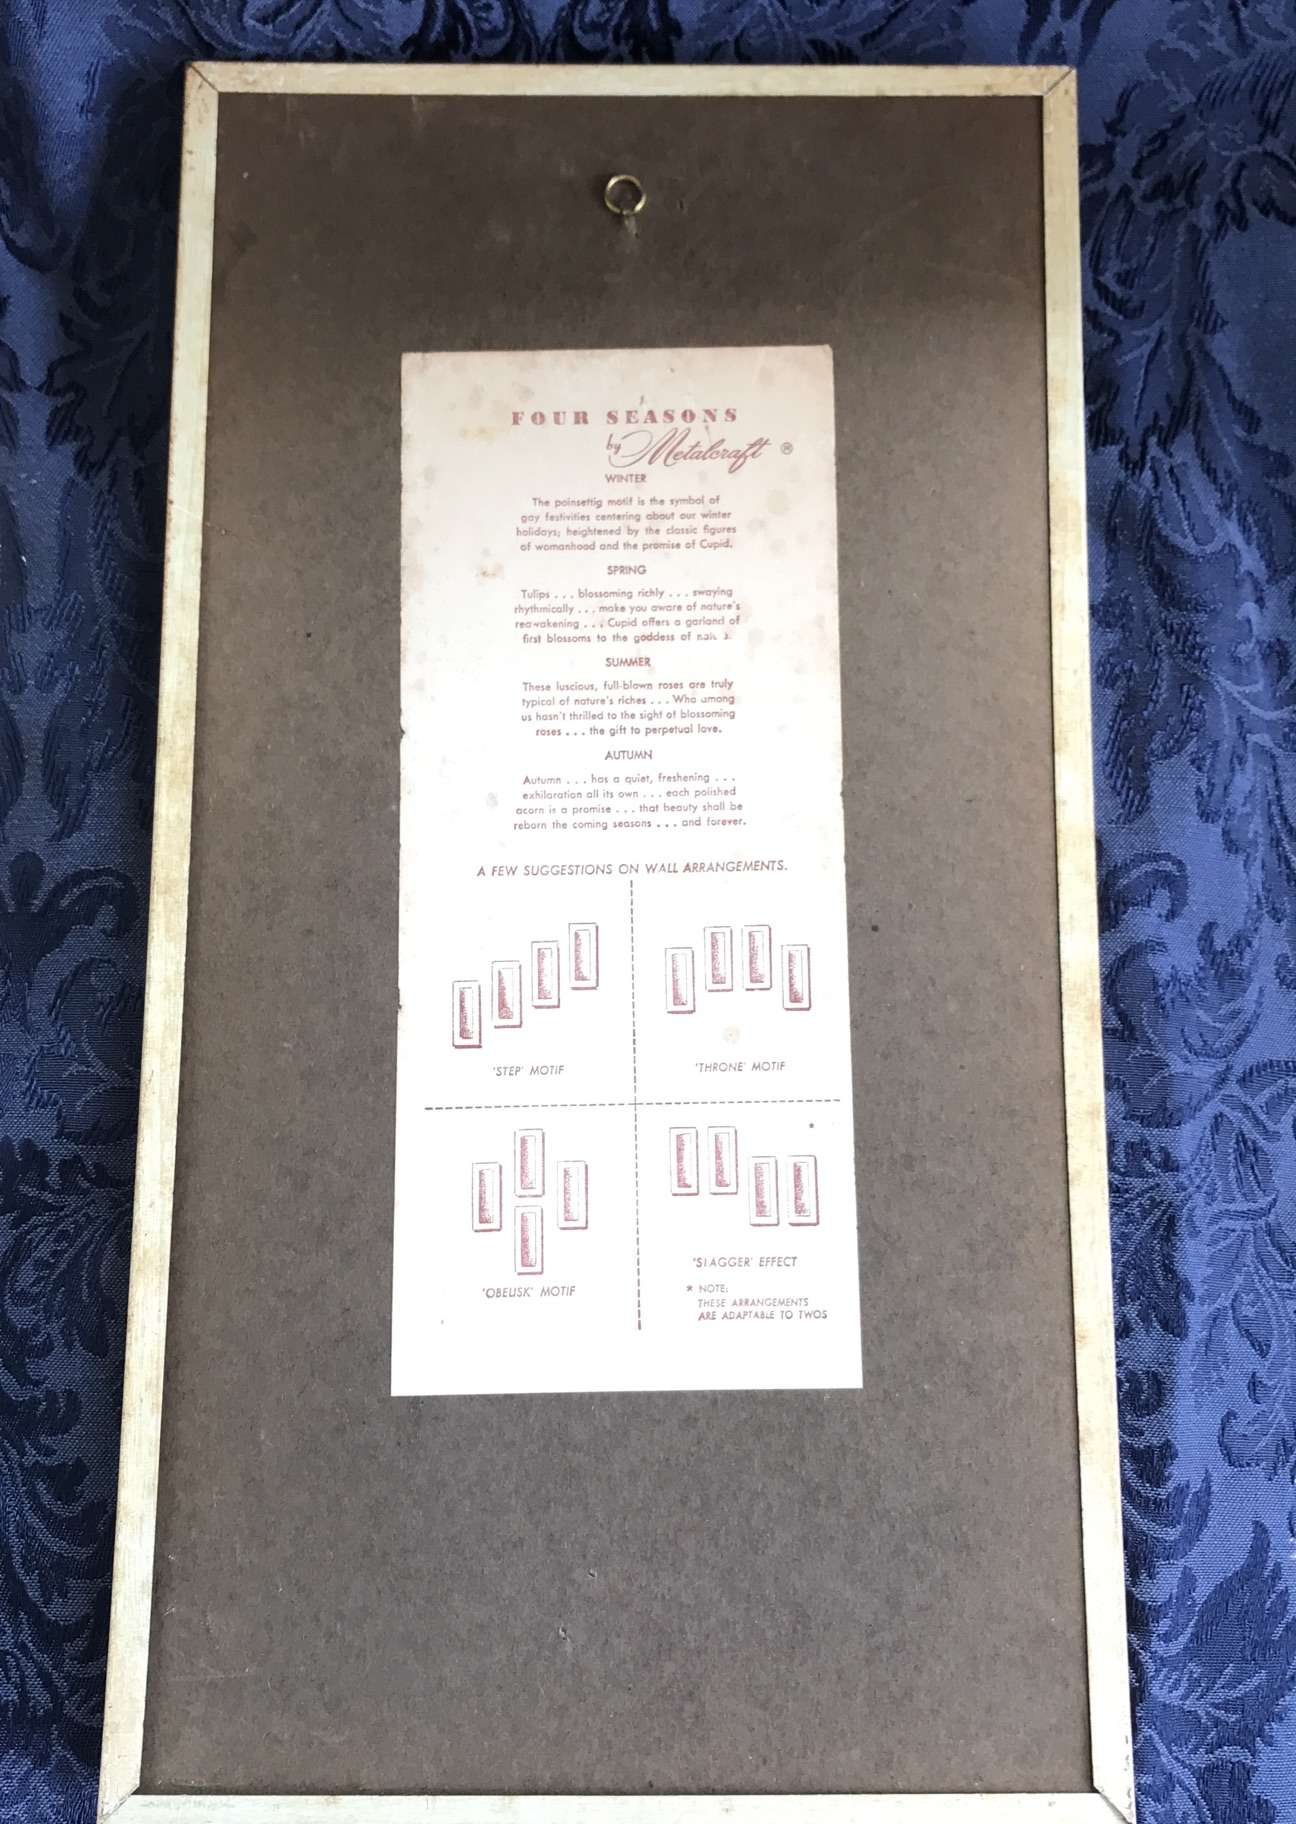 FOUR SEASONS
by Metalcraft ®
WINTER
The poinsettig motif is the symbol of
gay festivities centering about our winter
holidays; heightened by the classic figures
of womanhood and the promise of Cupid.
SPRING
Tulips . . . blossoming richly . . . swaying
rhythmically . . . make you aware of nature's
reawakening . . . Cupid offers a garland of
first blossoms to the goddess of
SUMMER
These luscious, full-blown roses are truly
typical of nature's riches . . . Who among
us hasn't thrilled to the sight of blossoming
roses . . . the gift to perpetual love.
AUTUMN
Autumn . . . has a quiet, freshening . . .
exhilaration all its own . . . each polished
acorn is a promise . . . that beauty shall be
reborn the coming seasons . . . and forever.
A FEW SUGGESTIONS ON WALL ARRANGEMENTS.
'STEP' MOTIF
'THRONE' MOTIF
*
'OBELISK' MOTIF
'STAGGER' EFFECT
* NOTE:
THESE ARRANGEMENTS
ARE ADAPTABLE TO TWOS